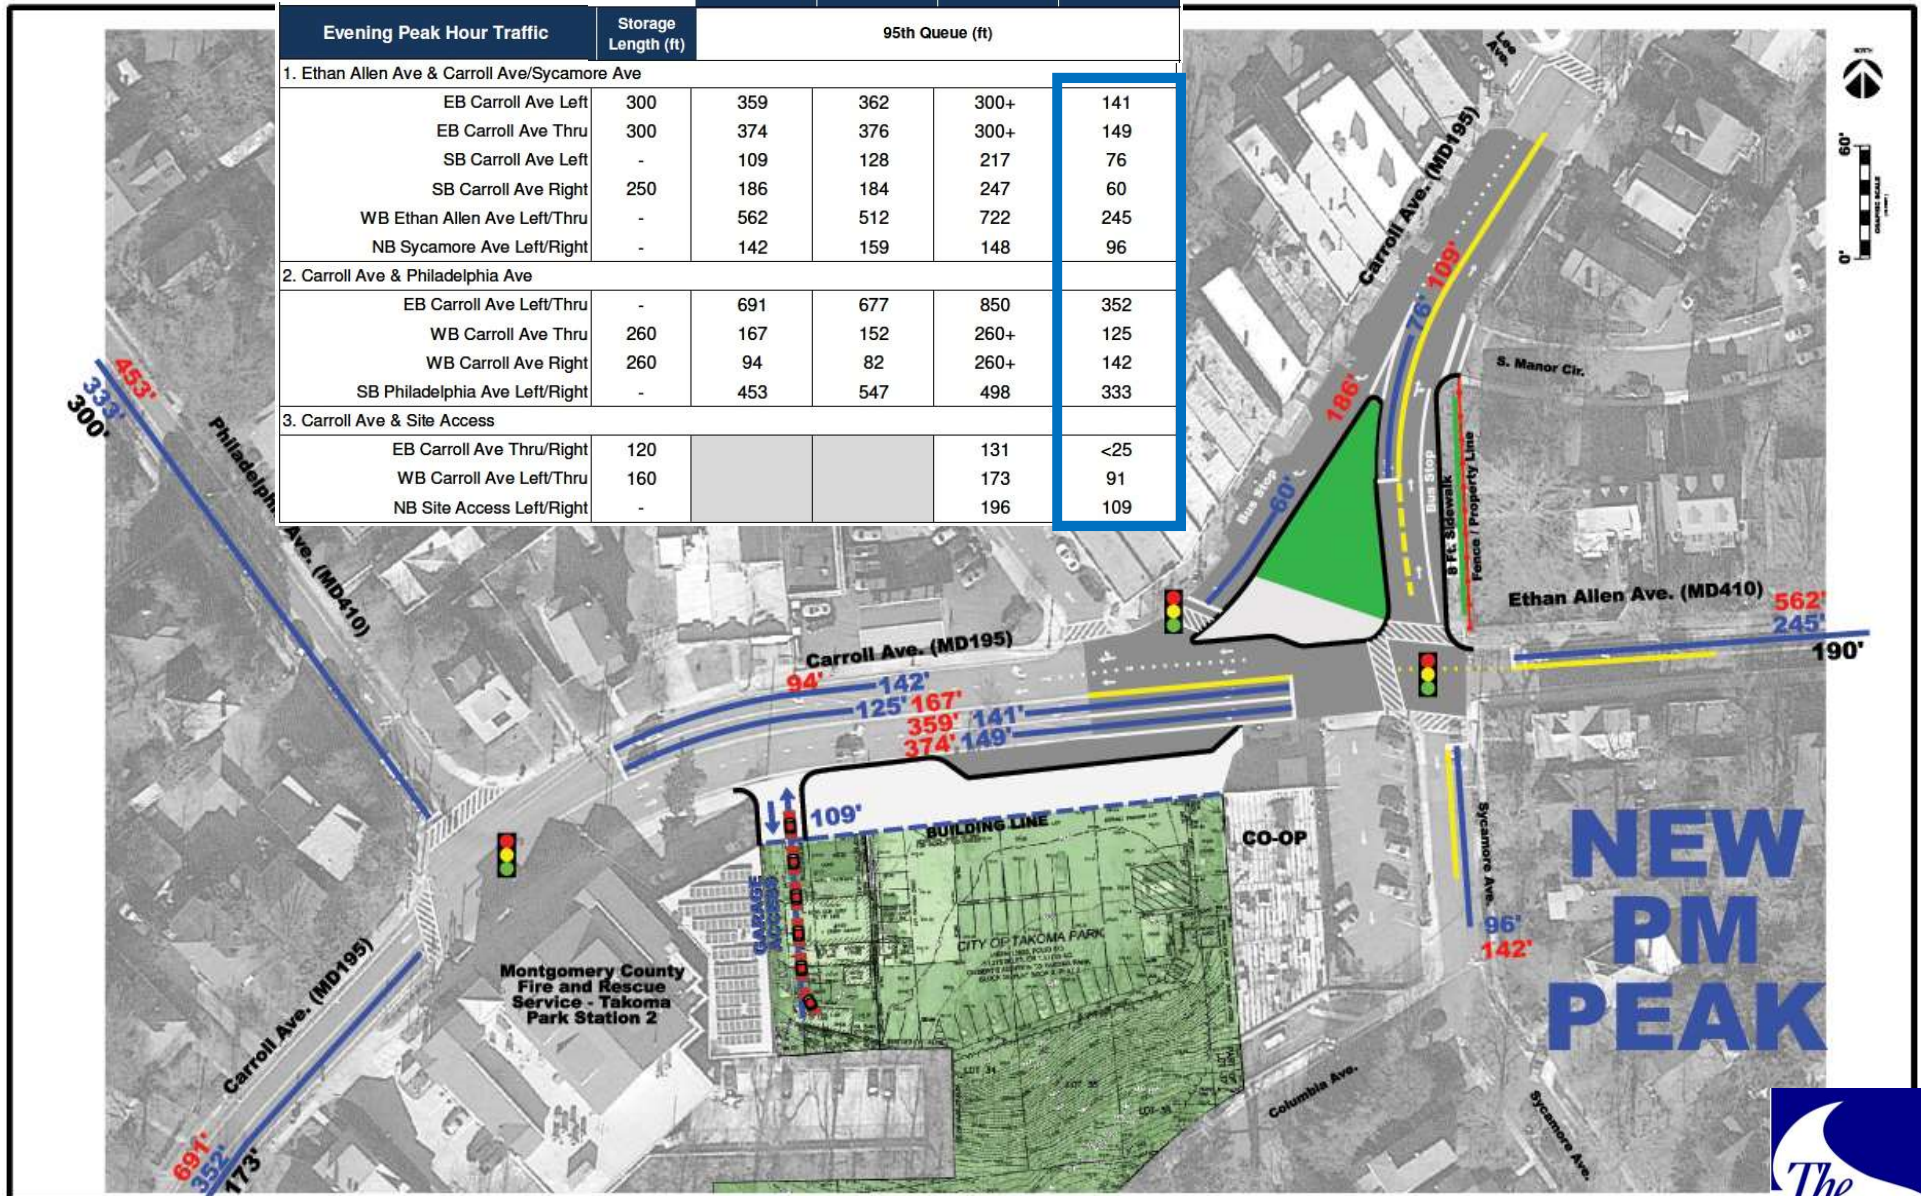 Evening Peak Hour Traffic Storage Length (ft) 95th Queue (ft)
1. Ethan Allen Ave & Carroll Ave/Sycamore Ave
EB Carroll Ave Left 300 359 362 300+ 141
EB Carroll Ave Thru 300 374 376 300+ 149
SB Carroll Ave Left - 109 128 217 76
SB Carroll Ave Right 250 186 184 247 60
WB Ethan Allen Ave Left/Thru - 562 512 722 245
NB Sycamore Ave Left/Right - 142 159 148 96
2. Carroll Ave & Philadelphia Ave
EB Carroll Ave Left/Thru - 691 677 850 352
WB Carroll Ave Thru 260 167 152 260+ 125
WB Carroll Ave Right 260 94 82 260+ 142
SB Philadelphia Ave Left/Right - 453 547 498 333
3. Carroll Ave & Site Access
EB Carroll Ave Thru/Right 120 131 <25
WB Carroll Ave Left/Thru 160 173 91
NB Site Access Left/Right - 196 109
Lee Ave.
NORTH
60'
0'
GRAPHIC SCALE
Carroll Ave. (MD195)
109'
76'
186'
60'
Bus Stop
Bus Stop
S. Manor Cir.
8 Ft. Sidewalk
Fence / Property Line
Ethan Allen Ave. (MD410)
562'
245'
190'
453'
333'
300'
Ave. (MD410)
Carroll Ave. (MD195)
94' 142'
125' 167'
359' 141'
374' 149'
109'
BUILDING LINE
CO-OP
GARAGE ACCESS
CITY OF TAKOMA PARK
LOT 34
LOT 35
Sycamore Ave.
96'
142'
NEW
PM
PEAK
Montgomery County
Fire and Rescue
Service - Takoma
Park Station 2
Carroll Ave. (MD195)
691'
352'
173'
Columbia Ave.
Sycamore Ave.
The